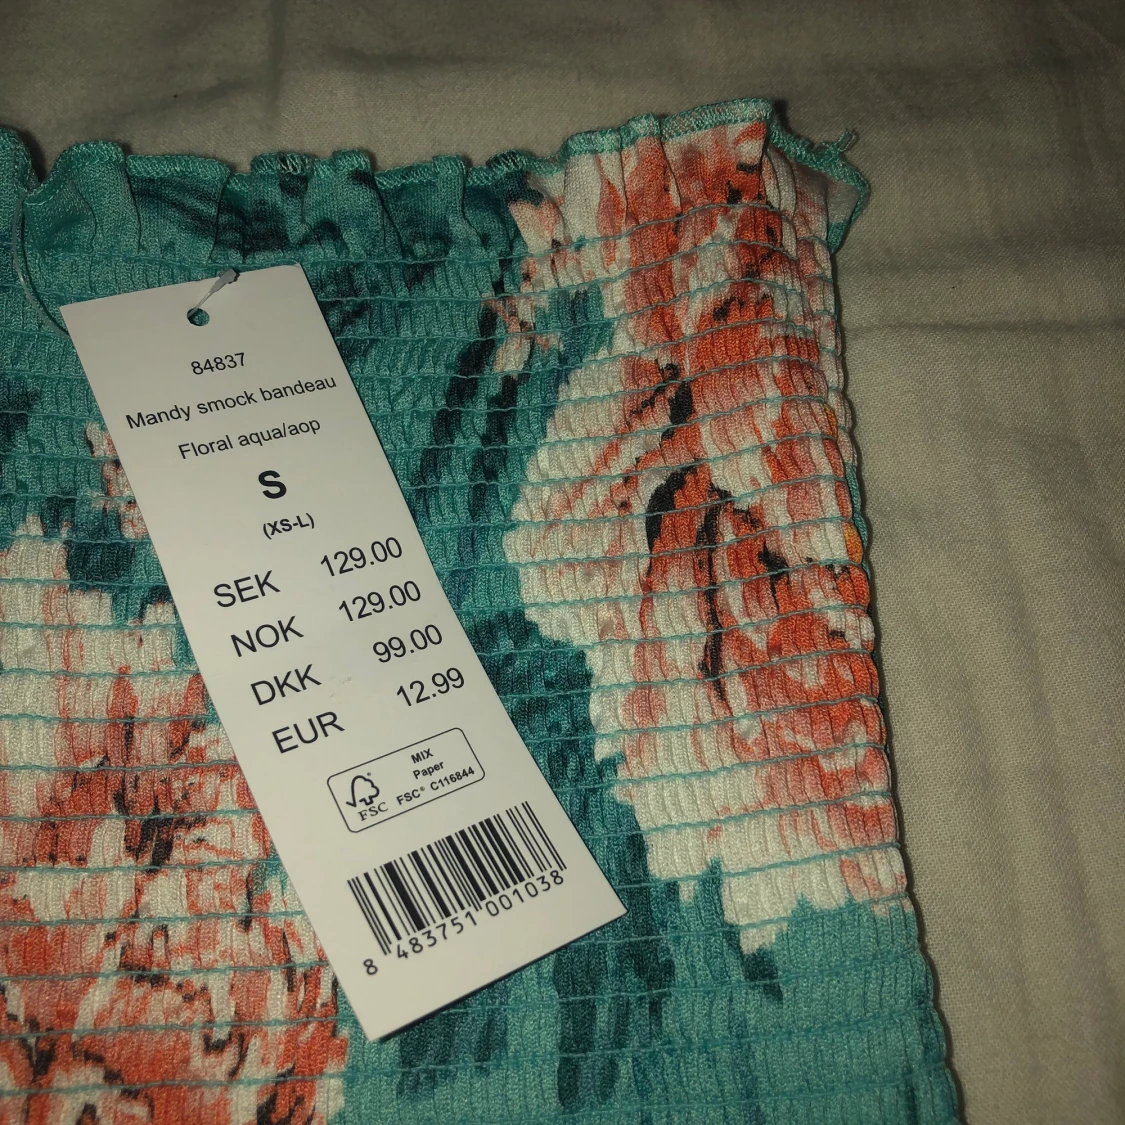 84837
Mandy smock bandeau
Floral aqua/aop
S
(XS-L)
SEK 129.00
NOK 129.00
DKK 99.00
EUR 12.99
MIX
Paper
FSC® C116844
FSC
8 483751 001038